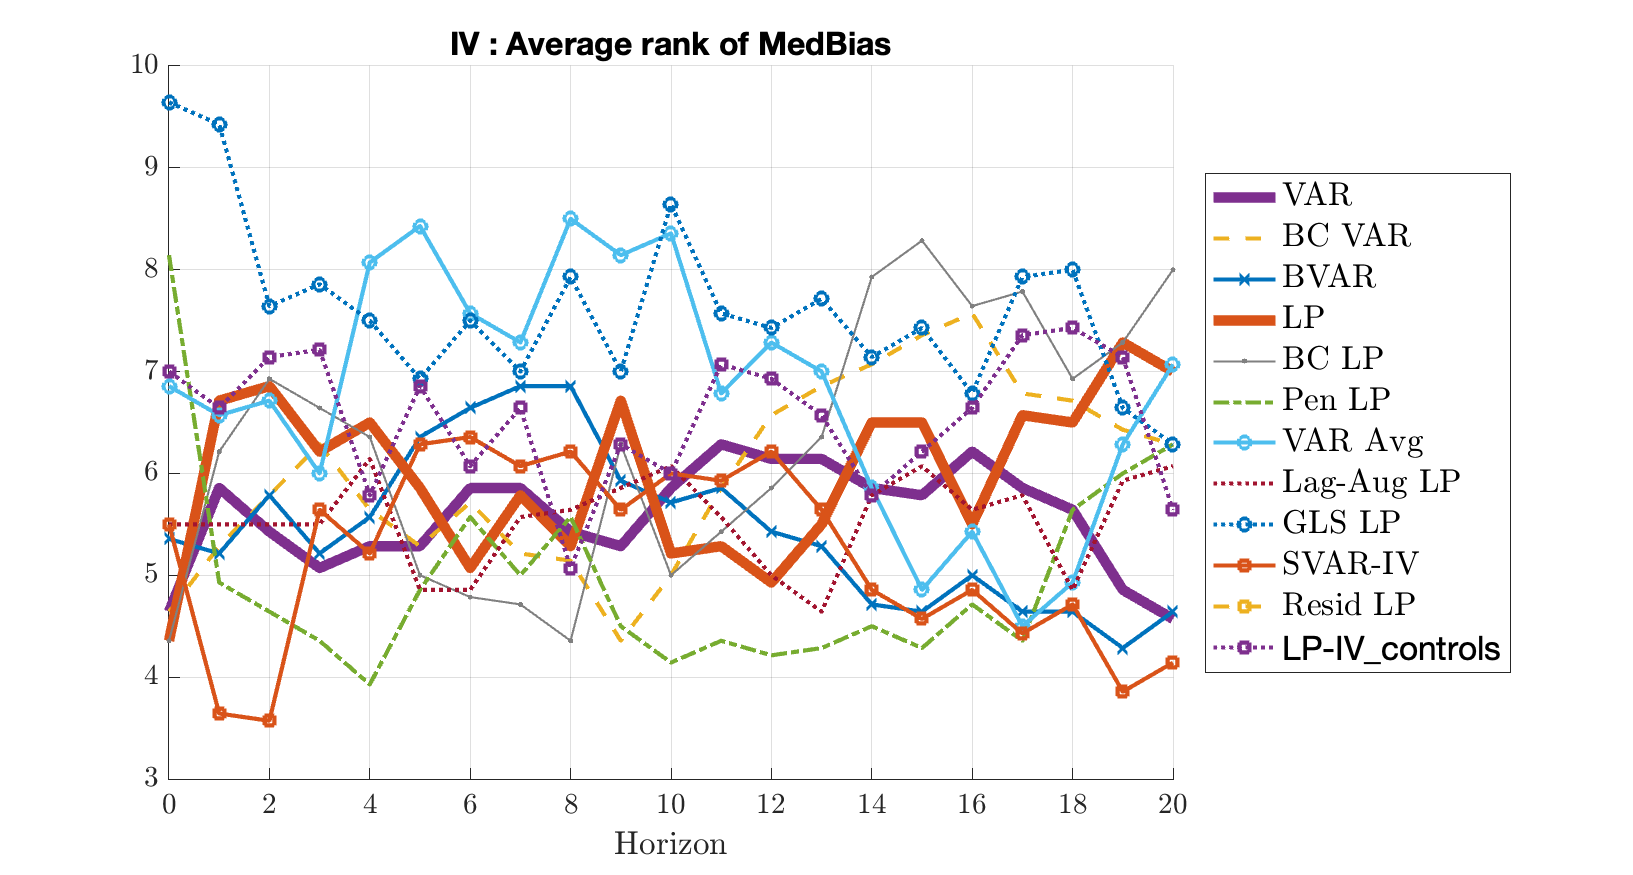 IV : Average rank of MedBias
10
9
8
7
6
5
4
3
0 2 4 6 8 10 12 14 16 18 20
Horizon
VAR
BC VAR
BVAR
LP
BC LP
Pen LP
VAR Avg
Lag-Aug LP
GLS LP
SVAR-IV
Resid LP
LP-IV_controls